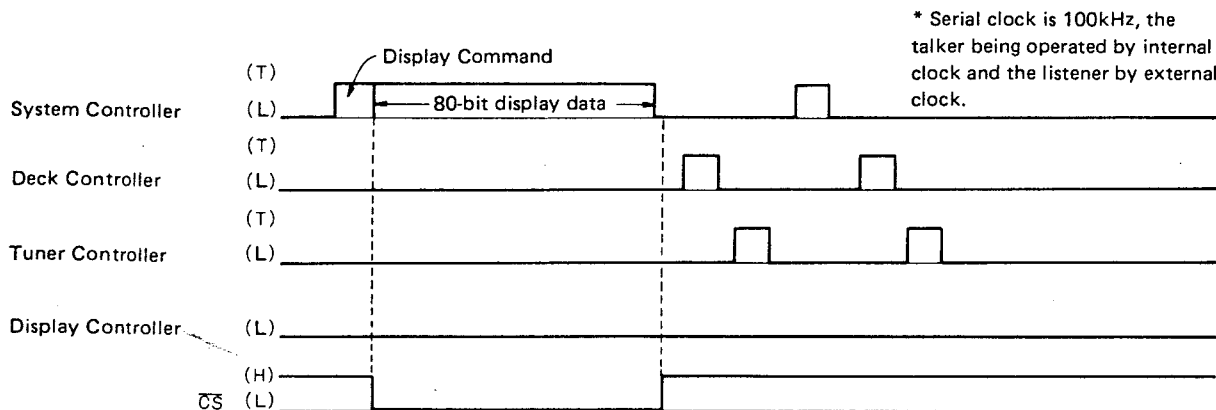 * Serial clock is 100kHz, the
talker being operated by internal
clock and the listener by external
clock.
Display Command
(T)
System Controller (L) 80-bit display data
(T)
Deck Controller (L)
(T)
Tuner Controller (L)
Display Controller (L)
(H)
C̅S̅ (L)